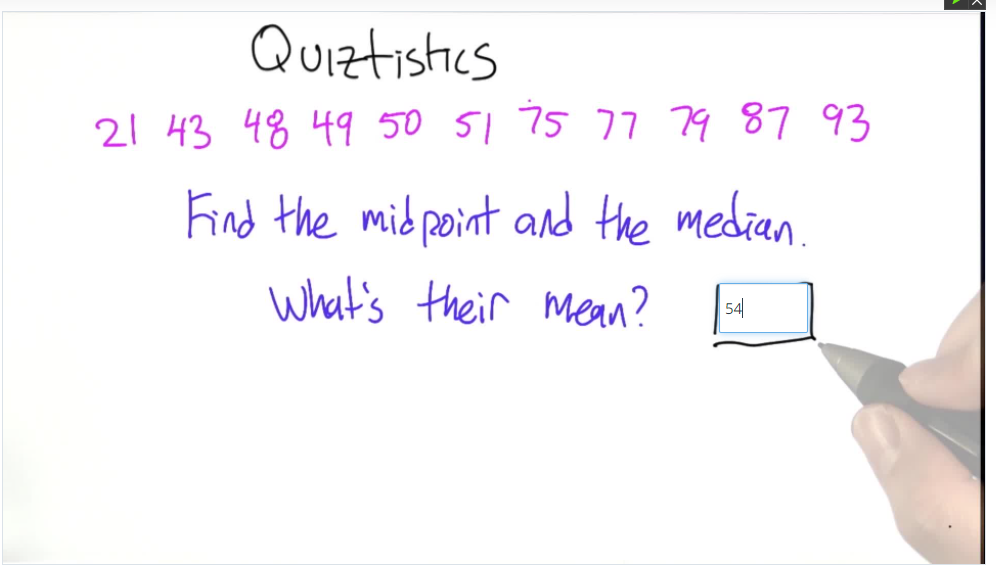 Quiztistics
21 43 48 49 50 51 75 77 79 87 93
Find the midpoint and the median.
What's their mean? 54